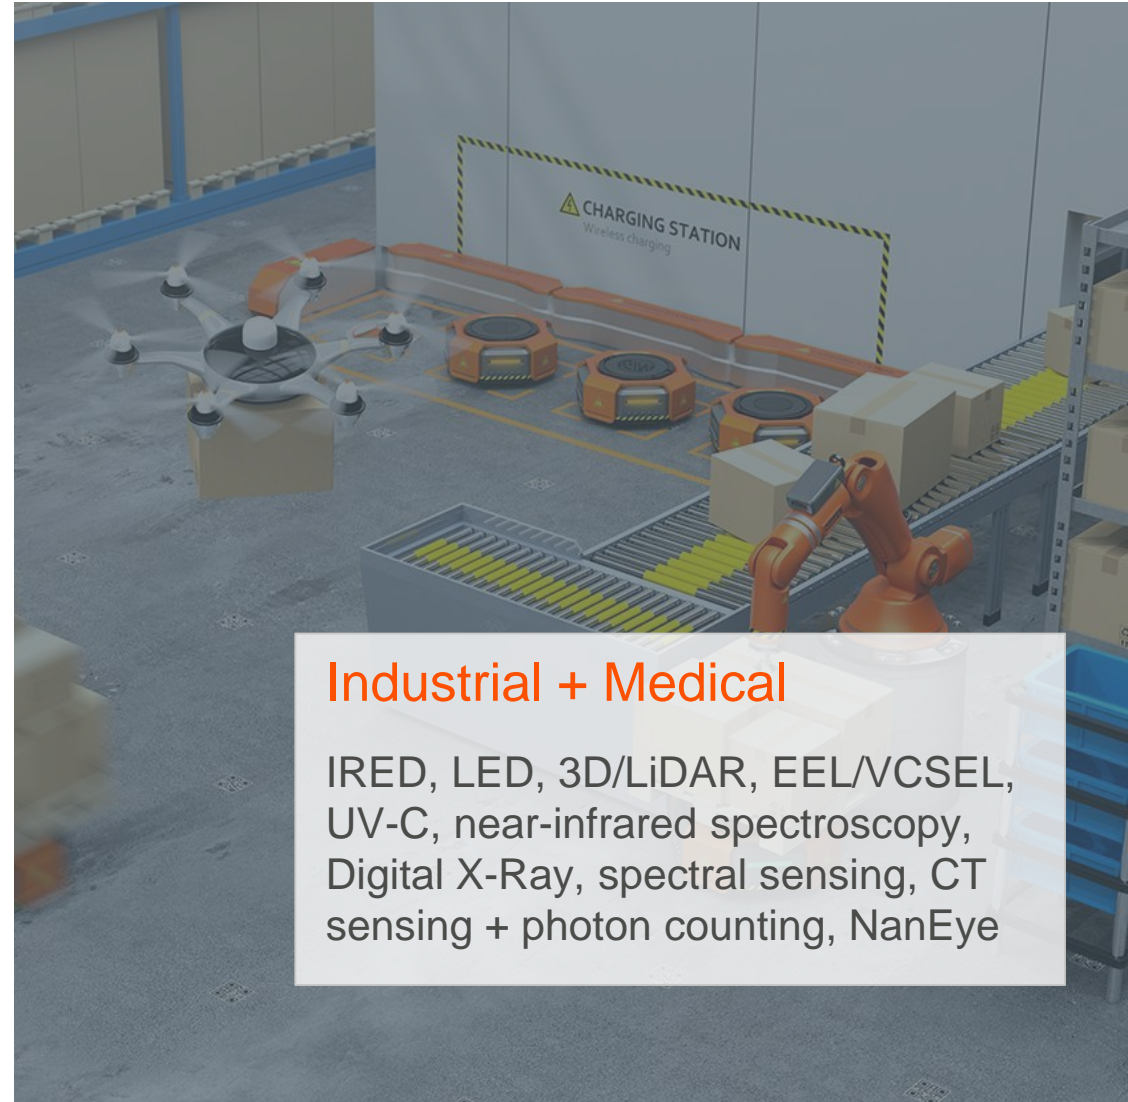 CHARGING STATION
Wireless charging
Industrial + Medical
IRED, LED, 3D/LiDAR, EEL/VCSEL,
UV-C, near-infrared spectroscopy,
Digital X-Ray, spectral sensing, CT
sensing + photon counting, NanEye